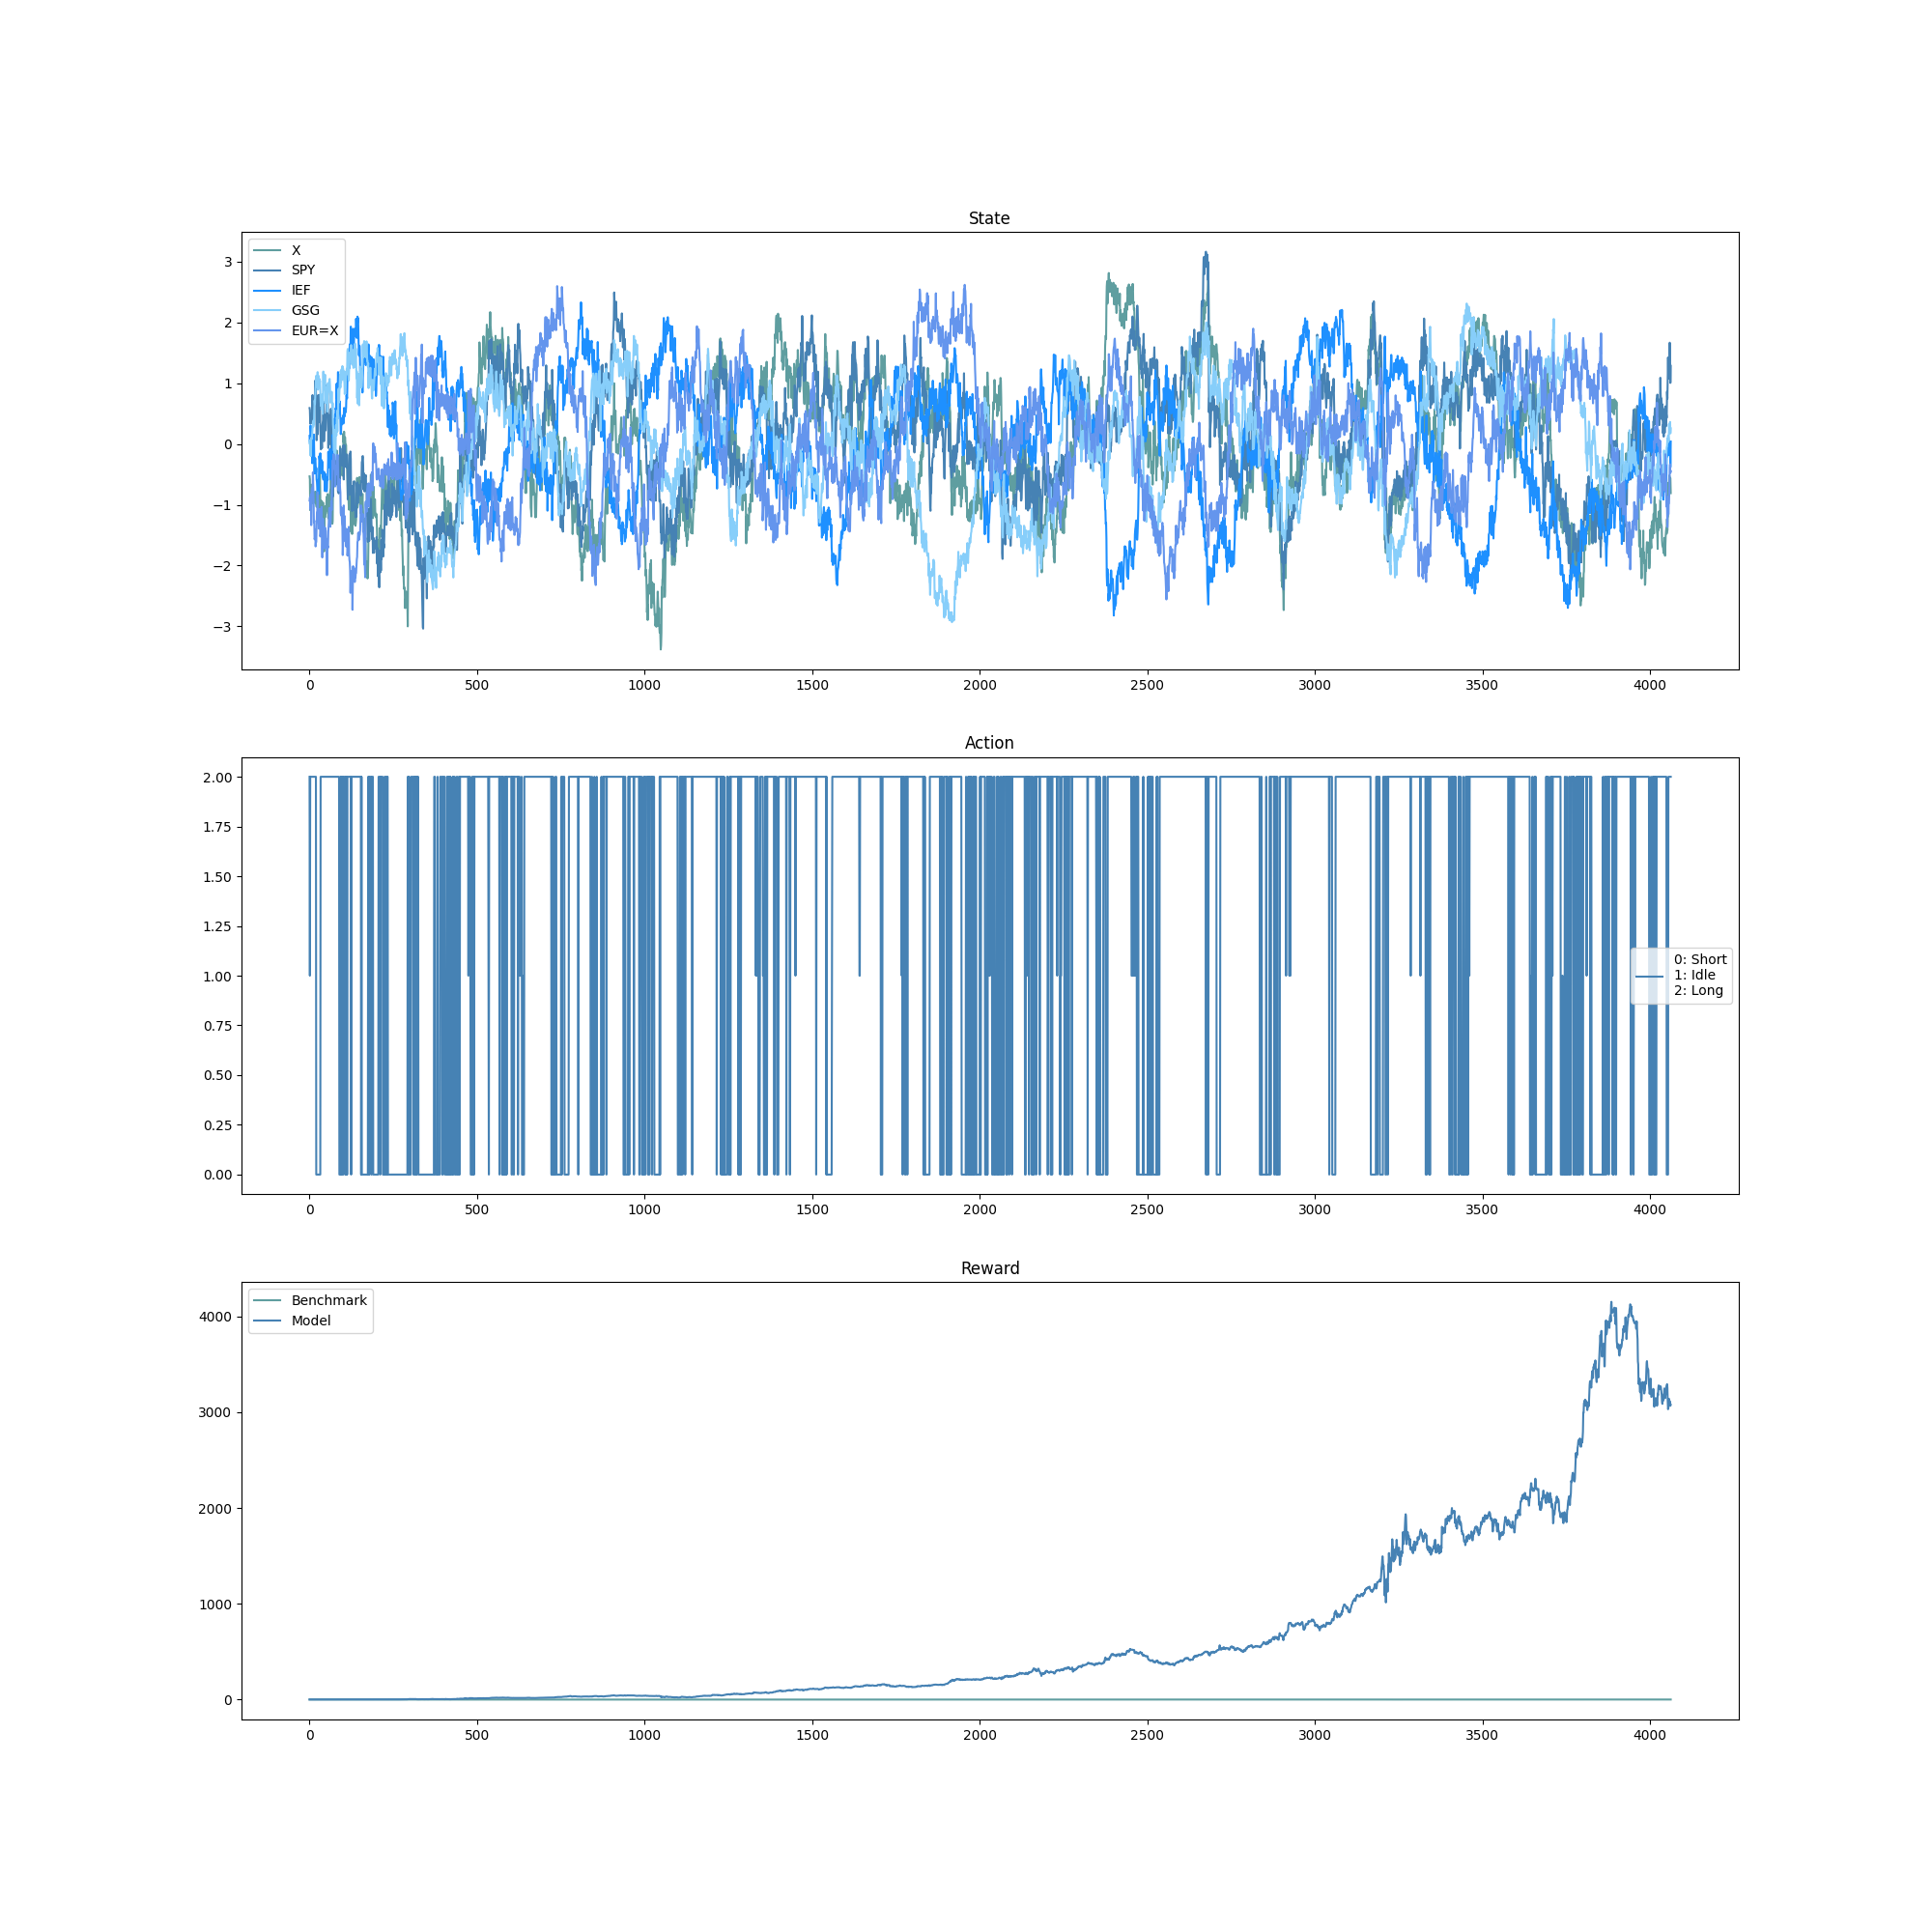 State
X
SPY
IEF
GSG
EUR=X
3
2
1
0
−1
−2
−3
0 500 1000 1500 2000 2500 3000 3500 4000
Action
2.00
1.75
1.50
1.25
1.00
0.75
0.50
0.25
0.00
0: Short
1: Idle
2: Long
0 500 1000 1500 2000 2500 3000 3500 4000
Reward
Benchmark
Model
4000
3000
2000
1000
0
0 500 1000 1500 2000 2500 3000 3500 4000